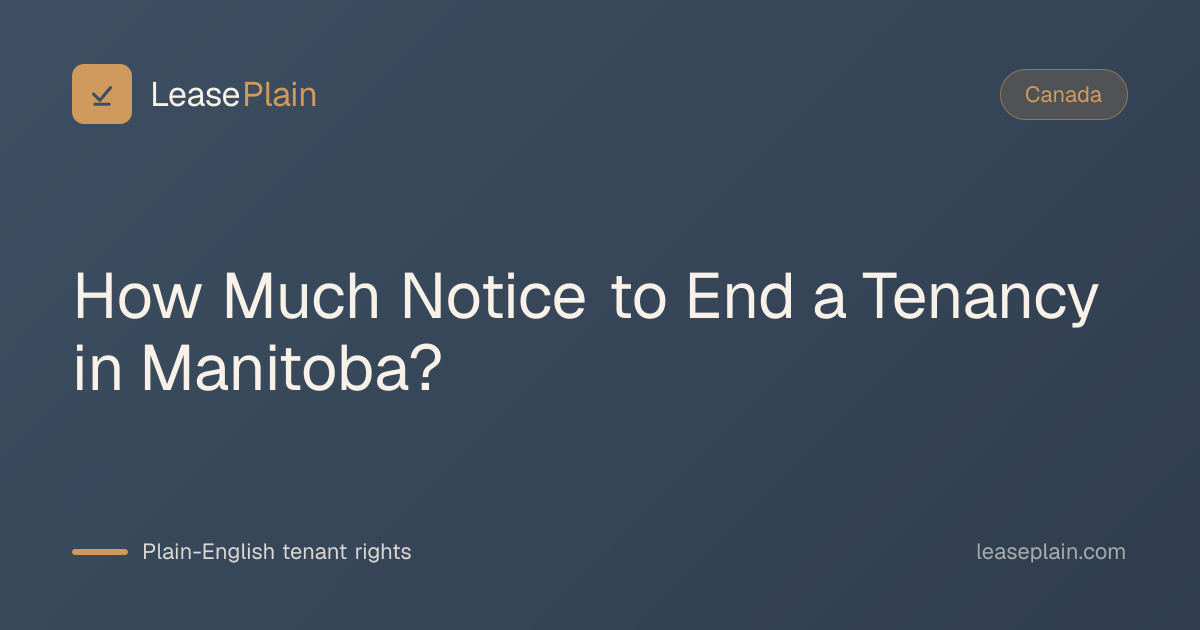 LeasePlain
Canada
How Much Notice to End a Tenancy
in Manitoba?
Plain-English tenant rights
leaseplain.com